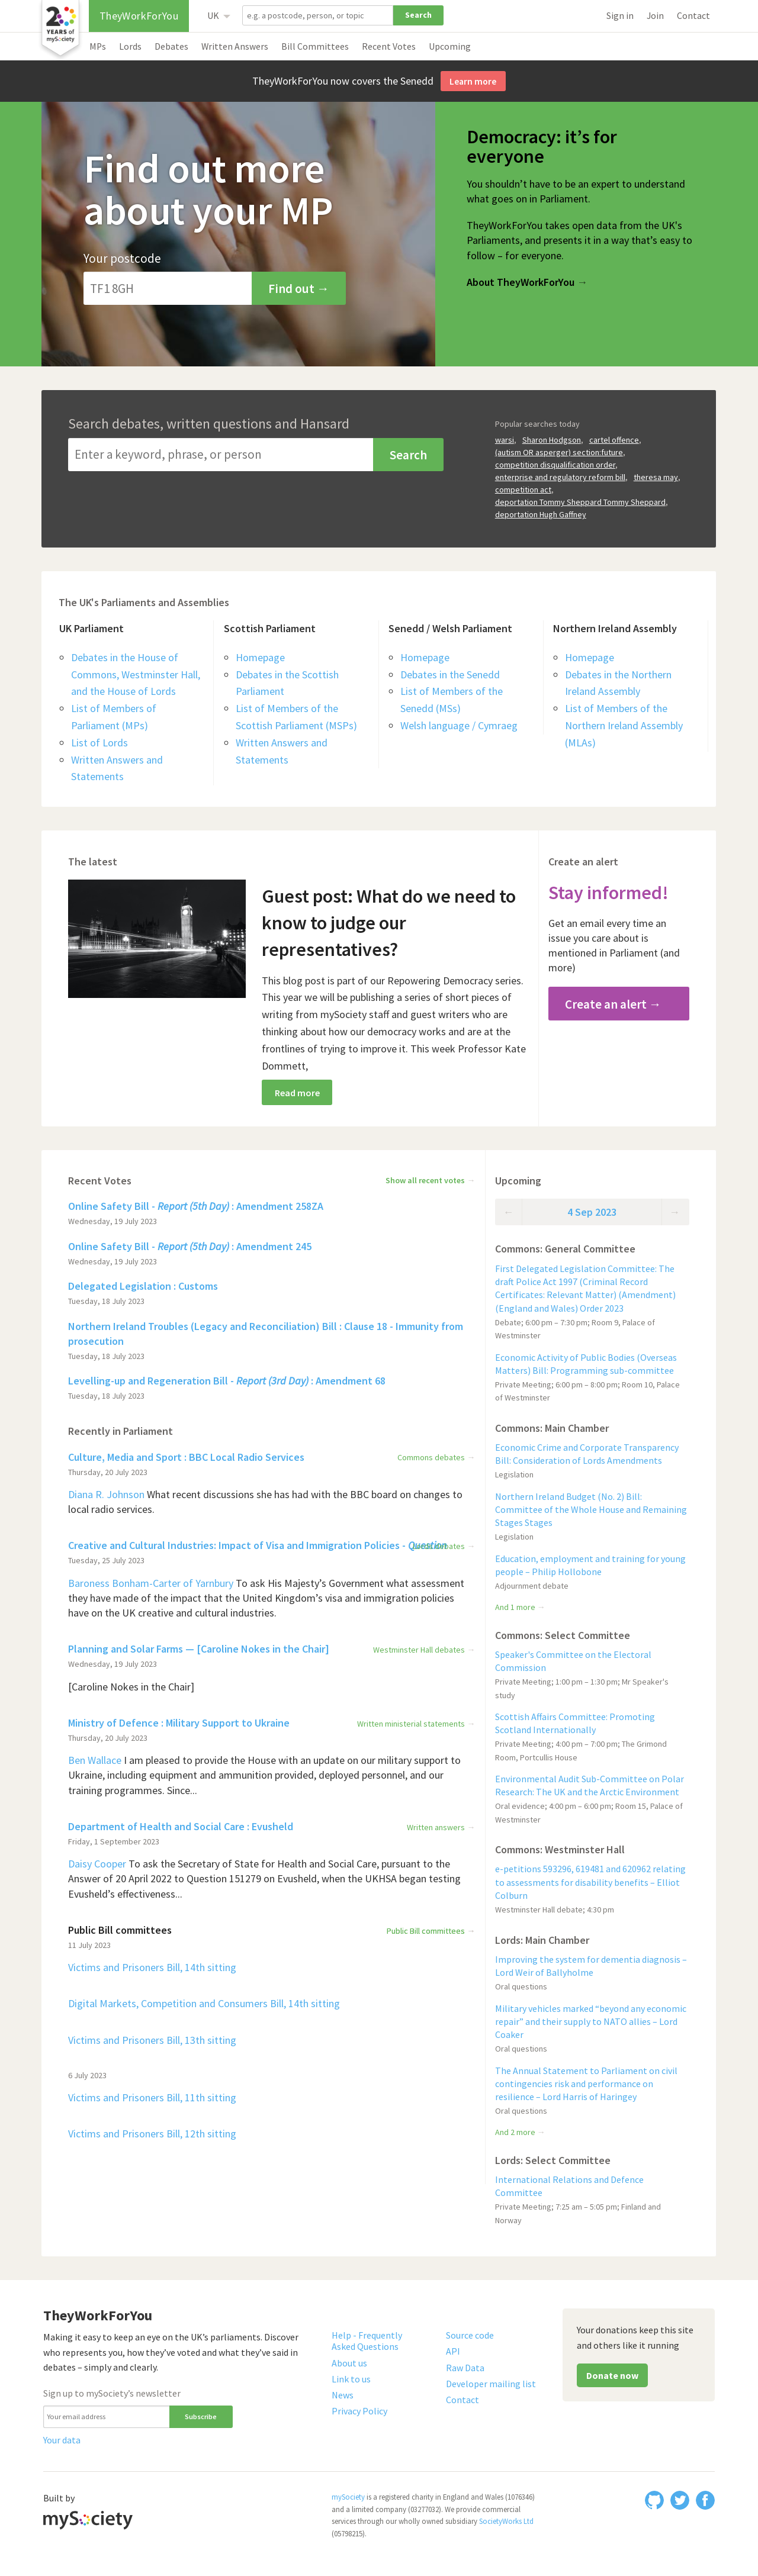 20
YEARS of
mySociety
TheyWorkForYou
UK
e.g. a postcode, person, or topic
Search
Sign in
Join
Contact
MPs
Lords
Debates
Written Answers
Bill Committees
Recent Votes
Upcoming
TheyWorkForYou now covers the Senedd
Learn more
Find out more
about your MP
Your postcode
TF1 8GH
Find out →
Democracy: it’s for
everyone
You shouldn’t have to be an expert to understand
what goes on in Parliament.
TheyWorkForYou takes open data from the UK's
Parliaments, and presents it in a way that’s easy to
follow – for everyone.
About TheyWorkForYou →
Search debates, written questions and Hansard
Enter a keyword, phrase, or person
Search
Popular searches today
warsi, Sharon Hodgson, cartel offence,
(autism OR asperger) section:future,
competition disqualification order,
enterprise and regulatory reform bill, theresa may,
competition act,
deportation Tommy Sheppard Tommy Sheppard,
deportation Hugh Gaffney
The UK's Parliaments and Assemblies
UK Parliament
Debates in the House of
Commons, Westminster Hall,
and the House of Lords
List of Members of
Parliament (MPs)
List of Lords
Written Answers and
Statements
Scottish Parliament
Homepage
Debates in the Scottish
Parliament
List of Members of the
Scottish Parliament (MSPs)
Written Answers and
Statements
Senedd / Welsh Parliament
Homepage
Debates in the Senedd
List of Members of the
Senedd (MSs)
Welsh language / Cymraeg
Northern Ireland Assembly
Homepage
Debates in the Northern
Ireland Assembly
List of Members of the
Northern Ireland Assembly
(MLAs)
The latest
Guest post: What do we need to
know to judge our
representatives?
This blog post is part of our Repowering Democracy series.
This year we will be publishing a series of short pieces of
writing from mySociety staff and guest writers who are
thinking about how our democracy works and are at the
frontlines of trying to improve it. This week Professor Kate
Dommett,
Read more
Create an alert
Stay informed!
Get an email every time an
issue you care about is
mentioned in Parliament (and
more)
Create an alert →
Recent Votes
Show all recent votes →
Online Safety Bill - Report (5th Day) : Amendment 258ZA
Wednesday, 19 July 2023
Online Safety Bill - Report (5th Day) : Amendment 245
Wednesday, 19 July 2023
Delegated Legislation : Customs
Tuesday, 18 July 2023
Northern Ireland Troubles (Legacy and Reconciliation) Bill : Clause 18 - Immunity from
prosecution
Tuesday, 18 July 2023
Levelling-up and Regeneration Bill - Report (3rd Day) : Amendment 68
Tuesday, 18 July 2023
Recently in Parliament
Culture, Media and Sport : BBC Local Radio Services
Commons debates →
Thursday, 20 July 2023
Diana R. Johnson What recent discussions she has had with the BBC board on changes to
local radio services.
Creative and Cultural Industries: Impact of Visa and Immigration Policies - Question
debates →
Tuesday, 25 July 2023
Baroness Bonham-Carter of Yarnbury To ask His Majesty’s Government what assessment
they have made of the impact that the United Kingdom’s visa and immigration policies
have on the UK creative and cultural industries.
Planning and Solar Farms — [Caroline Nokes in the Chair]
Westminster Hall debates →
Wednesday, 19 July 2023
[Caroline Nokes in the Chair]
Ministry of Defence : Military Support to Ukraine
Written ministerial statements →
Thursday, 20 July 2023
Ben Wallace I am pleased to provide the House with an update on our military support to
Ukraine, including equipment and ammunition provided, deployed personnel, and our
training programmes. Since...
Department of Health and Social Care : Evusheld
Written answers →
Friday, 1 September 2023
Daisy Cooper To ask the Secretary of State for Health and Social Care, pursuant to the
Answer of 20 April 2022 to Question 151279 on Evusheld, when the UKHSA began testing
Evusheld’s effectiveness...
Public Bill committees
Public Bill committees →
11 July 2023
Victims and Prisoners Bill, 14th sitting
Digital Markets, Competition and Consumers Bill, 14th sitting
Victims and Prisoners Bill, 13th sitting
6 July 2023
Victims and Prisoners Bill, 11th sitting
Victims and Prisoners Bill, 12th sitting
Upcoming
← 4 Sep 2023 →
Commons: General Committee
First Delegated Legislation Committee: The
draft Police Act 1997 (Criminal Record
Certificates: Relevant Matter) (Amendment)
(England and Wales) Order 2023
Debate; 6:00 pm – 7:30 pm; Room 9, Palace of
Westminster
Economic Activity of Public Bodies (Overseas
Matters) Bill: Programming sub-committee
Private Meeting; 6:00 pm – 8:00 pm; Room 10, Palace
of Westminster
Commons: Main Chamber
Economic Crime and Corporate Transparency
Bill: Consideration of Lords Amendments
Legislation
Northern Ireland Budget (No. 2) Bill:
Committee of the Whole House and Remaining
Stages Stages
Legislation
Education, employment and training for young
people – Philip Hollobone
Adjournment debate
And 1 more →
Commons: Select Committee
Speaker's Committee on the Electoral
Commission
Private Meeting; 1:00 pm – 1:30 pm; Mr Speaker's
study
Scottish Affairs Committee: Promoting
Scotland Internationally
Private Meeting; 4:00 pm – 7:00 pm; The Grimond
Room, Portcullis House
Environmental Audit Sub-Committee on Polar
Research: The UK and the Arctic Environment
Oral evidence; 4:00 pm – 6:00 pm; Room 15, Palace of
Westminster
Commons: Westminster Hall
e-petitions 593296, 619481 and 620962 relating
to assessments for disability benefits – Elliot
Colburn
Westminster Hall debate; 4:30 pm
Lords: Main Chamber
Improving the system for dementia diagnosis –
Lord Weir of Ballyholme
Oral questions
Military vehicles marked “beyond any economic
repair” and their supply to NATO allies – Lord
Coaker
Oral questions
The Annual Statement to Parliament on civil
contingencies risk and performance on
resilience – Lord Harris of Haringey
Oral questions
And 2 more →
Lords: Select Committee
International Relations and Defence
Committee
Private Meeting; 7:25 am – 5:05 pm; Finland and
Norway
TheyWorkForYou
Making it easy to keep an eye on the UK’s parliaments. Discover
who represents you, how they’ve voted and what they’ve said in
debates – simply and clearly.
Sign up to mySociety’s newsletter
Your email address
Subscribe
Your data
Help - Frequently
Asked Questions
About us
Link to us
News
Privacy Policy
Source code
API
Raw Data
Developer mailing list
Contact
Your donations keep this site
and others like it running
Donate now
Built by
mySociety
mySociety is a registered charity in England and Wales (1076346)
and a limited company (03277032). We provide commercial
services through our wholly owned subsidiary SocietyWorks Ltd
(05798215).